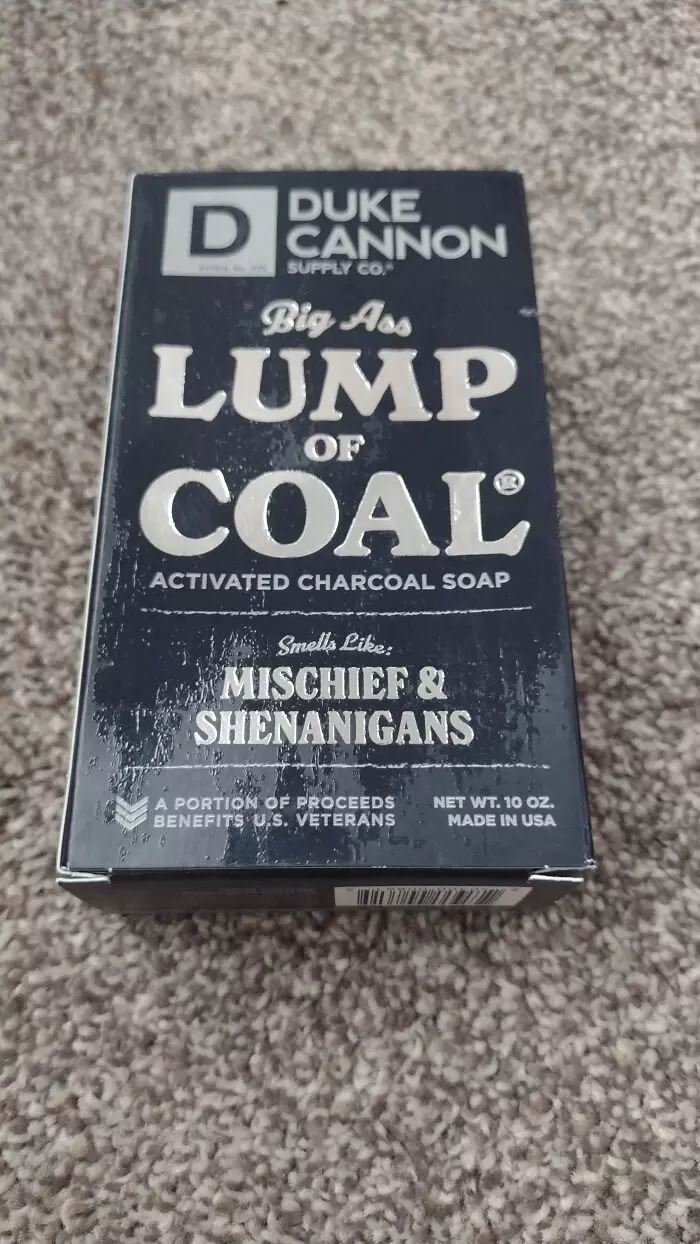 D
DUKE
CANNON
SUPPLY CO.®
Big Ass
LUMP
OF
COAL®
ACTIVATED CHARCOAL SOAP
Smells Like:
MISCHIEF &
SHENANIGANS
A PORTION OF PROCEEDS
BENEFITS U.S. VETERANS
NET WT. 10 OZ.
MADE IN USA